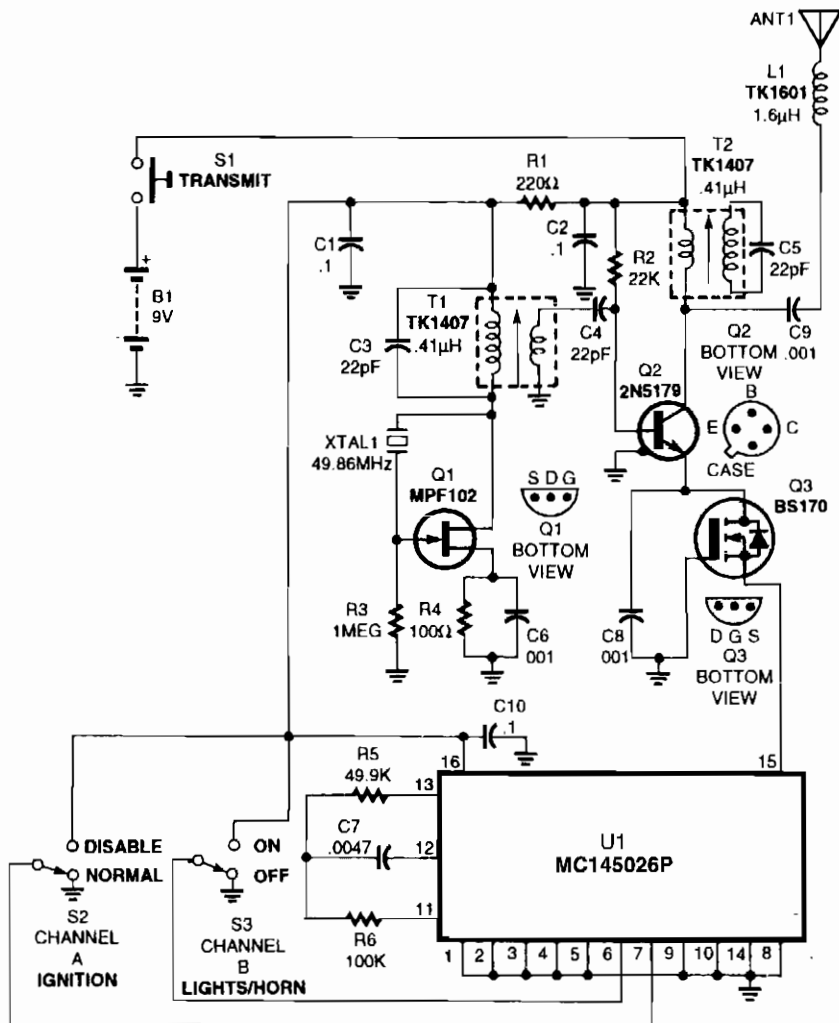 ANT1
L1
TK1601
1.6µH
T2
TK1407
.41µH
S1
TRANSMIT
R1
220Ω
C1
.1
C2
.1
R2
22K
C5
22pF
+
B1
9V
T1
TK1407
.41µH
C3
22pF
C4
22pF
C9
.001
Q2
BOTTOM
VIEW
Q2
2N5179
B
E
C
CASE
XTAL1
49.86MHz
Q1
MPF102
S D G
Q1
BOTTOM
VIEW
Q3
BS170
R3
1MEG
R4
100Ω
C6
001
C8
001
D G S
Q3
BOTTOM
VIEW
C10
.1
R5
49.9K
16
15
13
C7
.0047
12
U1
MC145026P
DISABLE
NORMAL
ON
OFF
11
S2
CHANNEL
A
IGNITION
S3
CHANNEL
B
LIGHTS/HORN
R6
100K
1 2 3 4 5 6 7 9 10 14 8